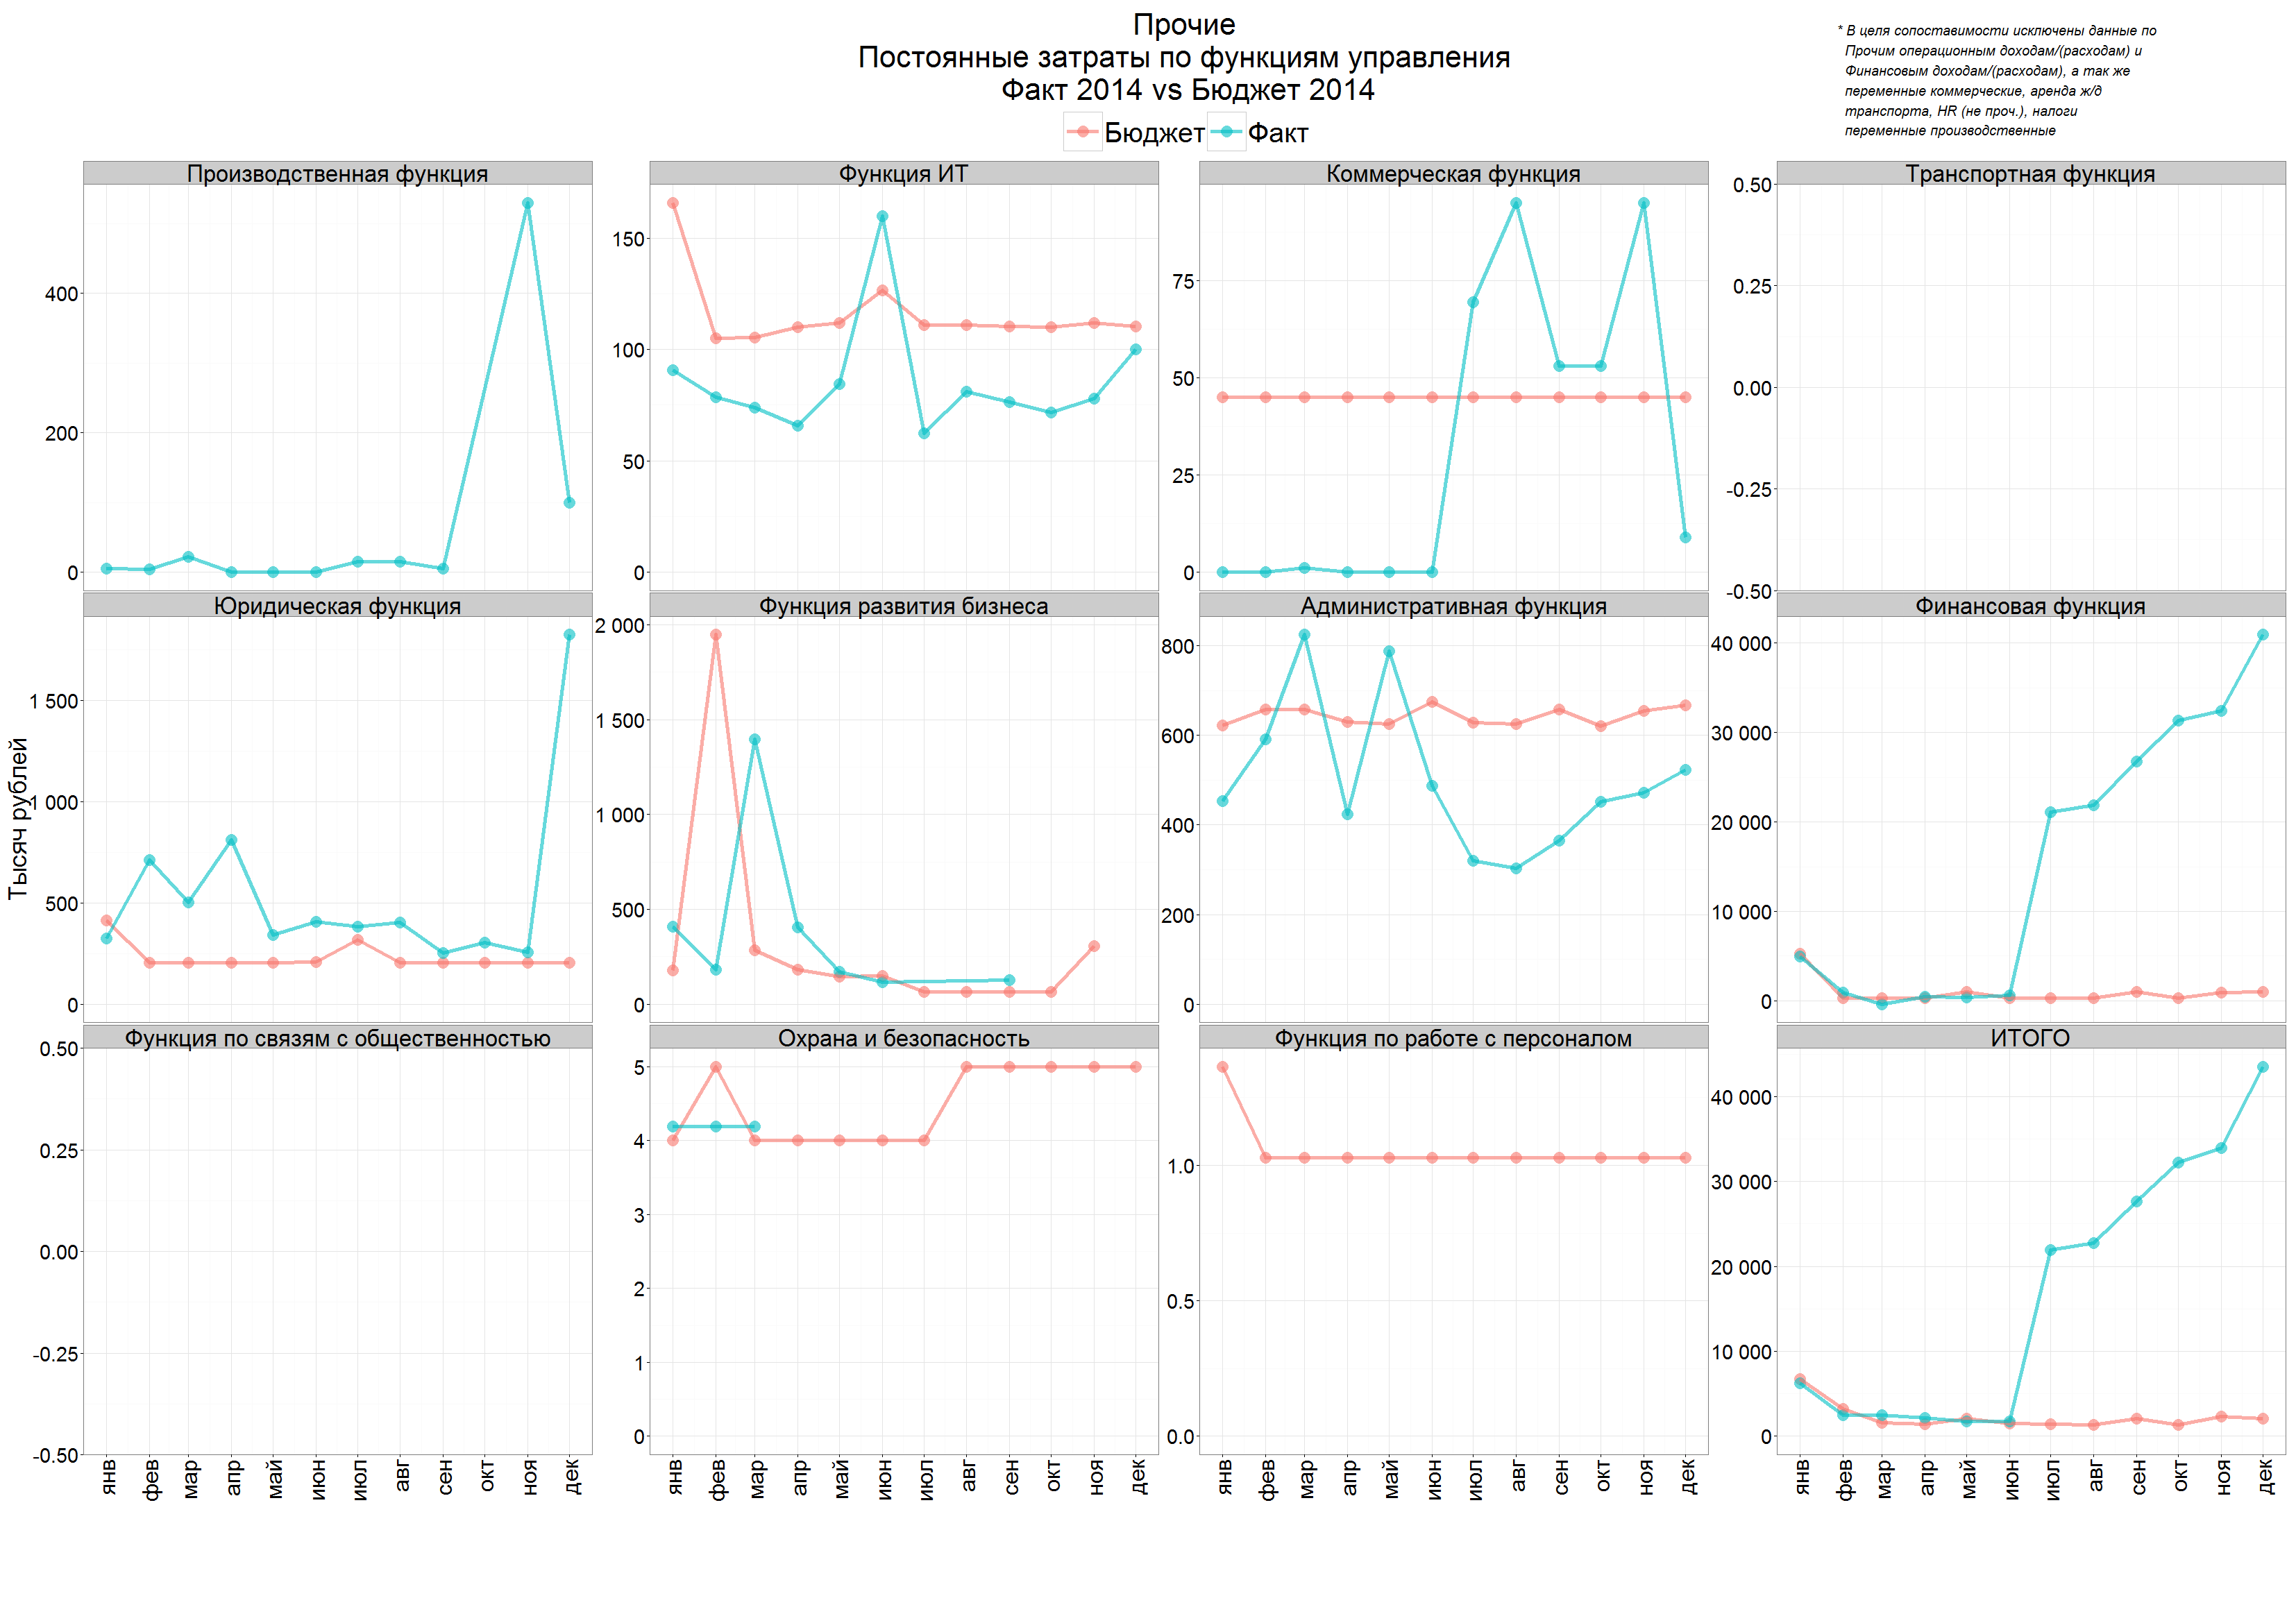 Прочие
Постоянные затраты по функциям управления
Факт 2014 vs Бюджет 2014
Бюджет Факт
* В целя сопоставимости исключены данные по
Прочим операционным доходам/(расходам) и
Финансовым доходам/(расходам), а так же
переменные коммерческие, аренда ж/д
транспорта, HR (не проч.), налоги
переменные производственные
Тысяч рублей
Производственная функция
400
200
0
Функция ИТ
150
100
50
0
Коммерческая функция
75
50
25
0
Транспортная функция
0.50
0.25
0.00
-0.25
-0.50
Юридическая функция
1 500
1 000
500
0
Функция развития бизнеса
2 000
1 500
1 000
500
0
Административная функция
800
600
400
200
0
Финансовая функция
40 000
30 000
20 000
10 000
0
Функция по связям с общественностью
0.50
0.25
0.00
-0.25
-0.50
янв фев мар апр май июн июл авг сен окт ноя дек
Охрана и безопасность
5
4
3
2
1
0
янв фев мар апр май июн июл авг сен окт ноя дек
Функция по работе с персоналом
1.0
0.5
0.0
янв фев мар апр май июн июл авг сен окт ноя дек
ИТОГО
40 000
30 000
20 000
10 000
0
янв фев мар апр май июн июл авг сен окт ноя дек